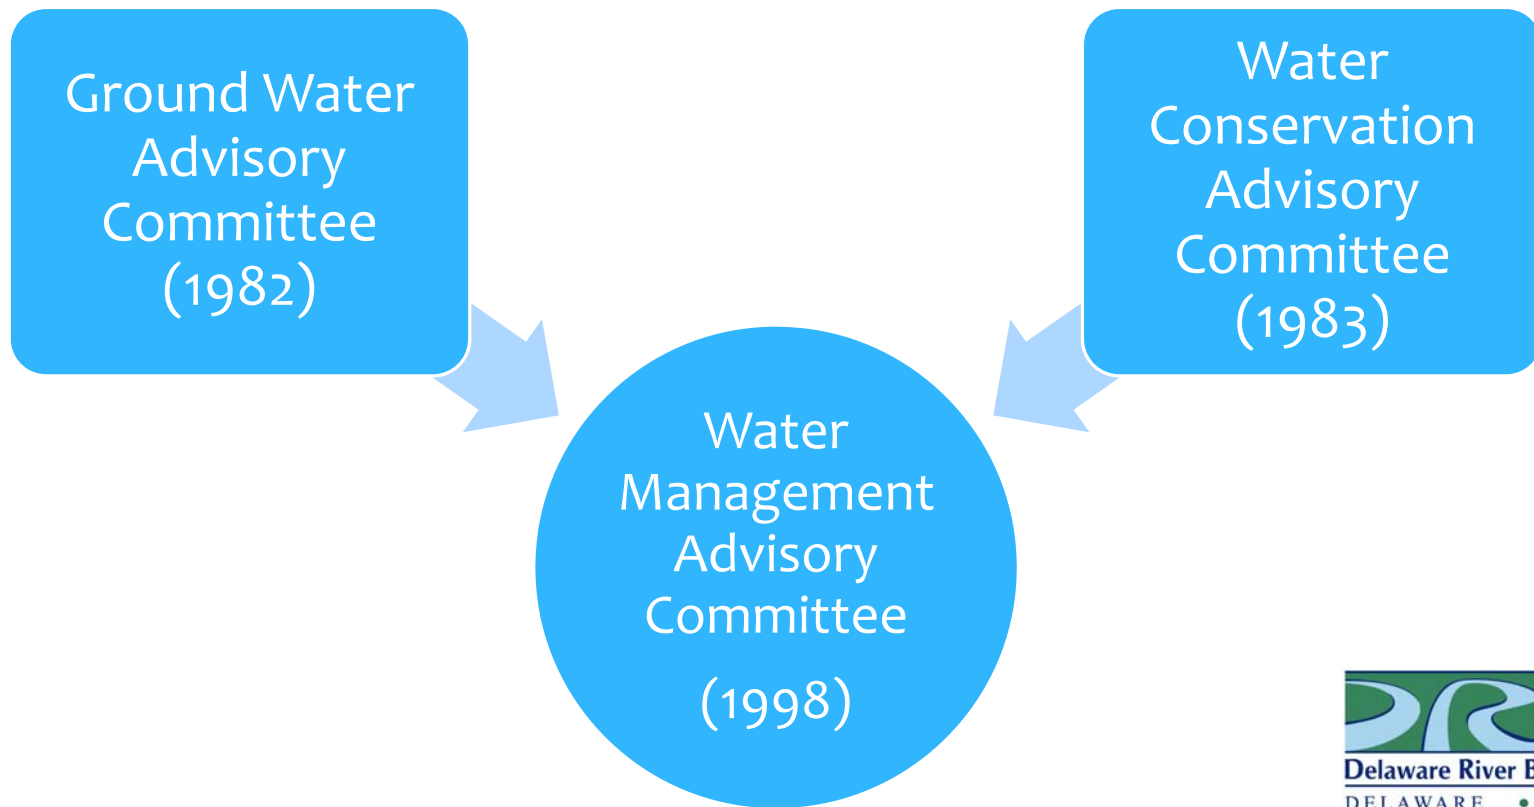 Ground Water
Advisory
Committee
(1982)
Water
Conservation
Advisory
Committee
(1983)
Water
Management
Advisory
Committee
(1998)
Delaware River
DELAWARE •